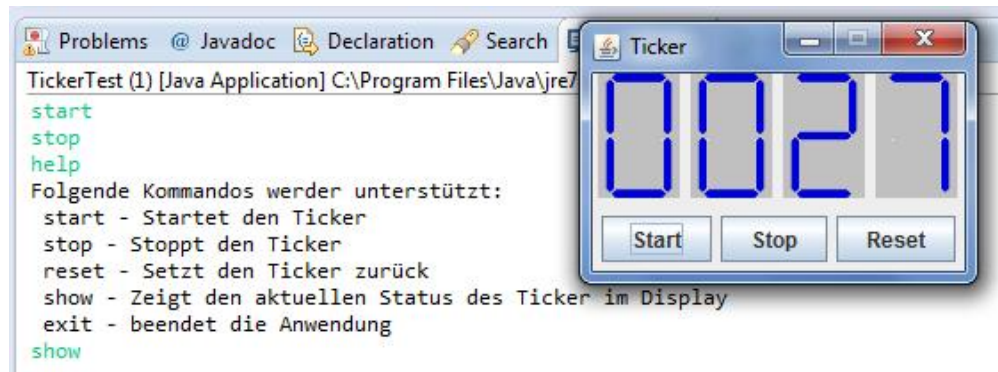 Problems @ Javadoc Declaration Search
TickerTest (1) [Java Application] C:\Program Files\Java\jre7
start
stop
help
Folgende Kommandos werder unterstützt:
start - Startet den Ticker
stop - Stoppt den Ticker
reset - Setzt den Ticker zurück
show - Zeigt den aktuellen Status des Ticker im Display
exit - beendet die Anwendung
show
Ticker
0027
Start Stop Reset